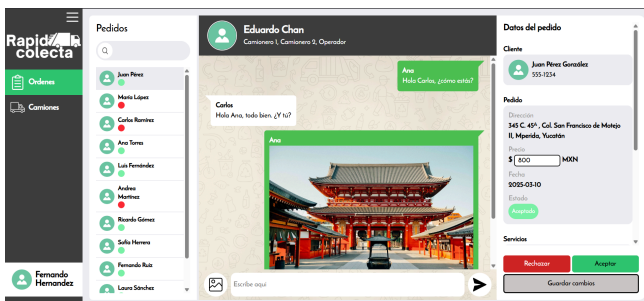 Rapid
colecta
Ordenes
Camiones
Fernando
Hernandez
Pedidos
Juan Pérez
María López
Carlos Ramírez
Ana Torres
Luis Fernández
Andrea
Martínez
Ricardo Gómez
Sofía Herrera
Fernando Ruiz
Laura Sánchez
Eduardo Chan
Camionero 1, Camionero 2, Operador
Ana
Hola Carlos, ¿cómo estás?
Carlos
Hola Ana, todo bien. ¿Y tú?
Ana
Escribe aqui
Datos del pedido
Cliente
Juan Pérez González
555-1234
Pedido
Dirección
345 C. 45ᴬ , Col. San Francisco de Motejo
II, Mperida, Yucatán
Precio
$ 800 MXN
Fecha
2025-03-10
Estado
Aceptado
Servicios
Rechazar
Aceptar
Guardar cambios